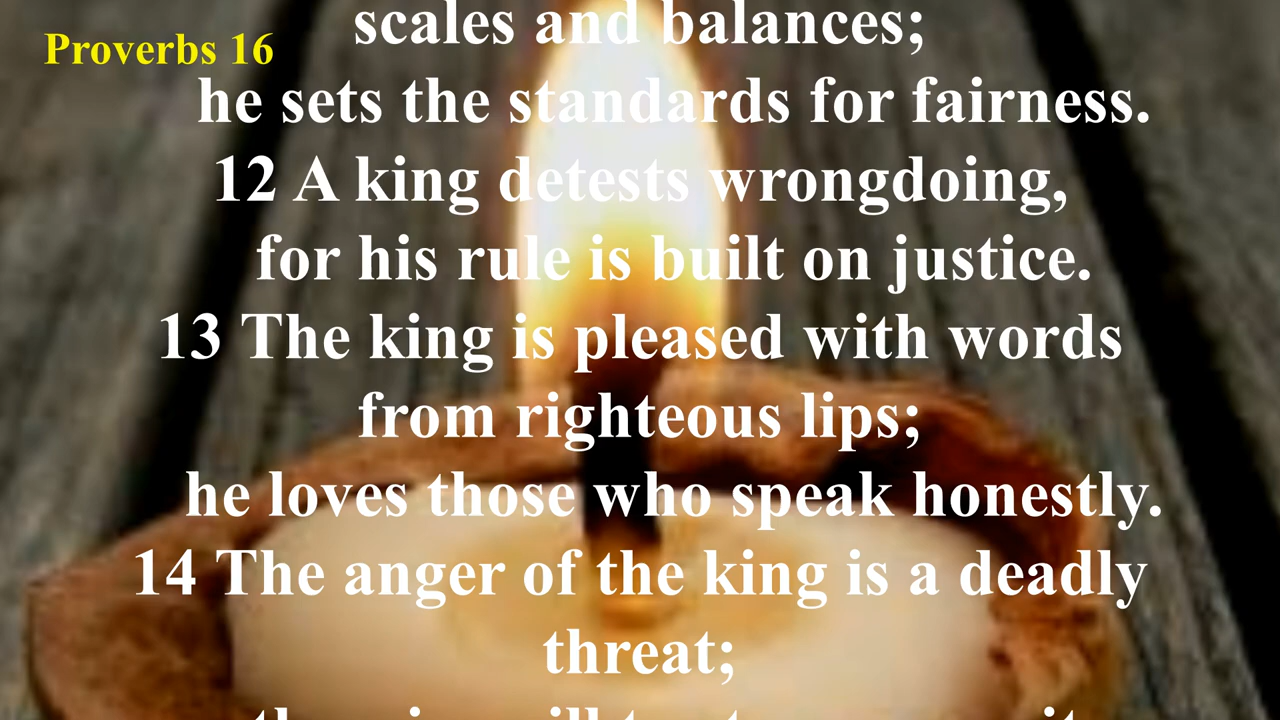 Proverbs 16
scales and balances;
he sets the standards for fairness.
12 A king detests wrongdoing,
for his rule is built on justice.
13 The king is pleased with words
from righteous lips;
he loves those who speak honestly.
14 The anger of the king is a deadly
threat;